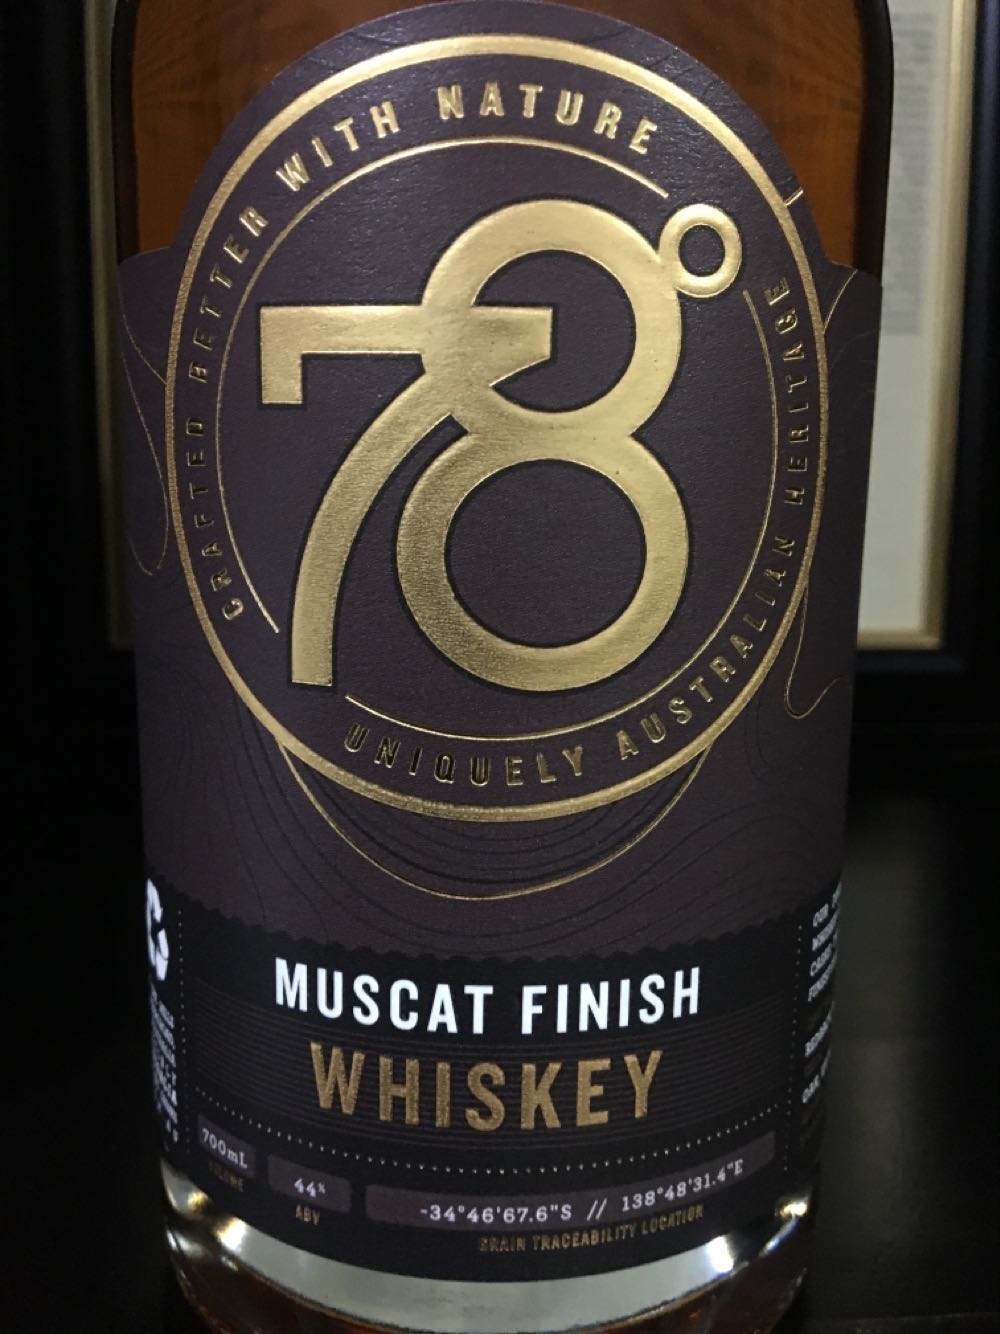 CRAFTED BETTER WITH NATURE
78°
UNIQUELY AUSTRALIAN HERITAGE
MUSCAT FINISH
WHISKEY
700mL
VOLUME
44%
ABV
-34°46'67.6"S // 138°48'31.4"E
GRAIN TRACEABILITY LOCATION